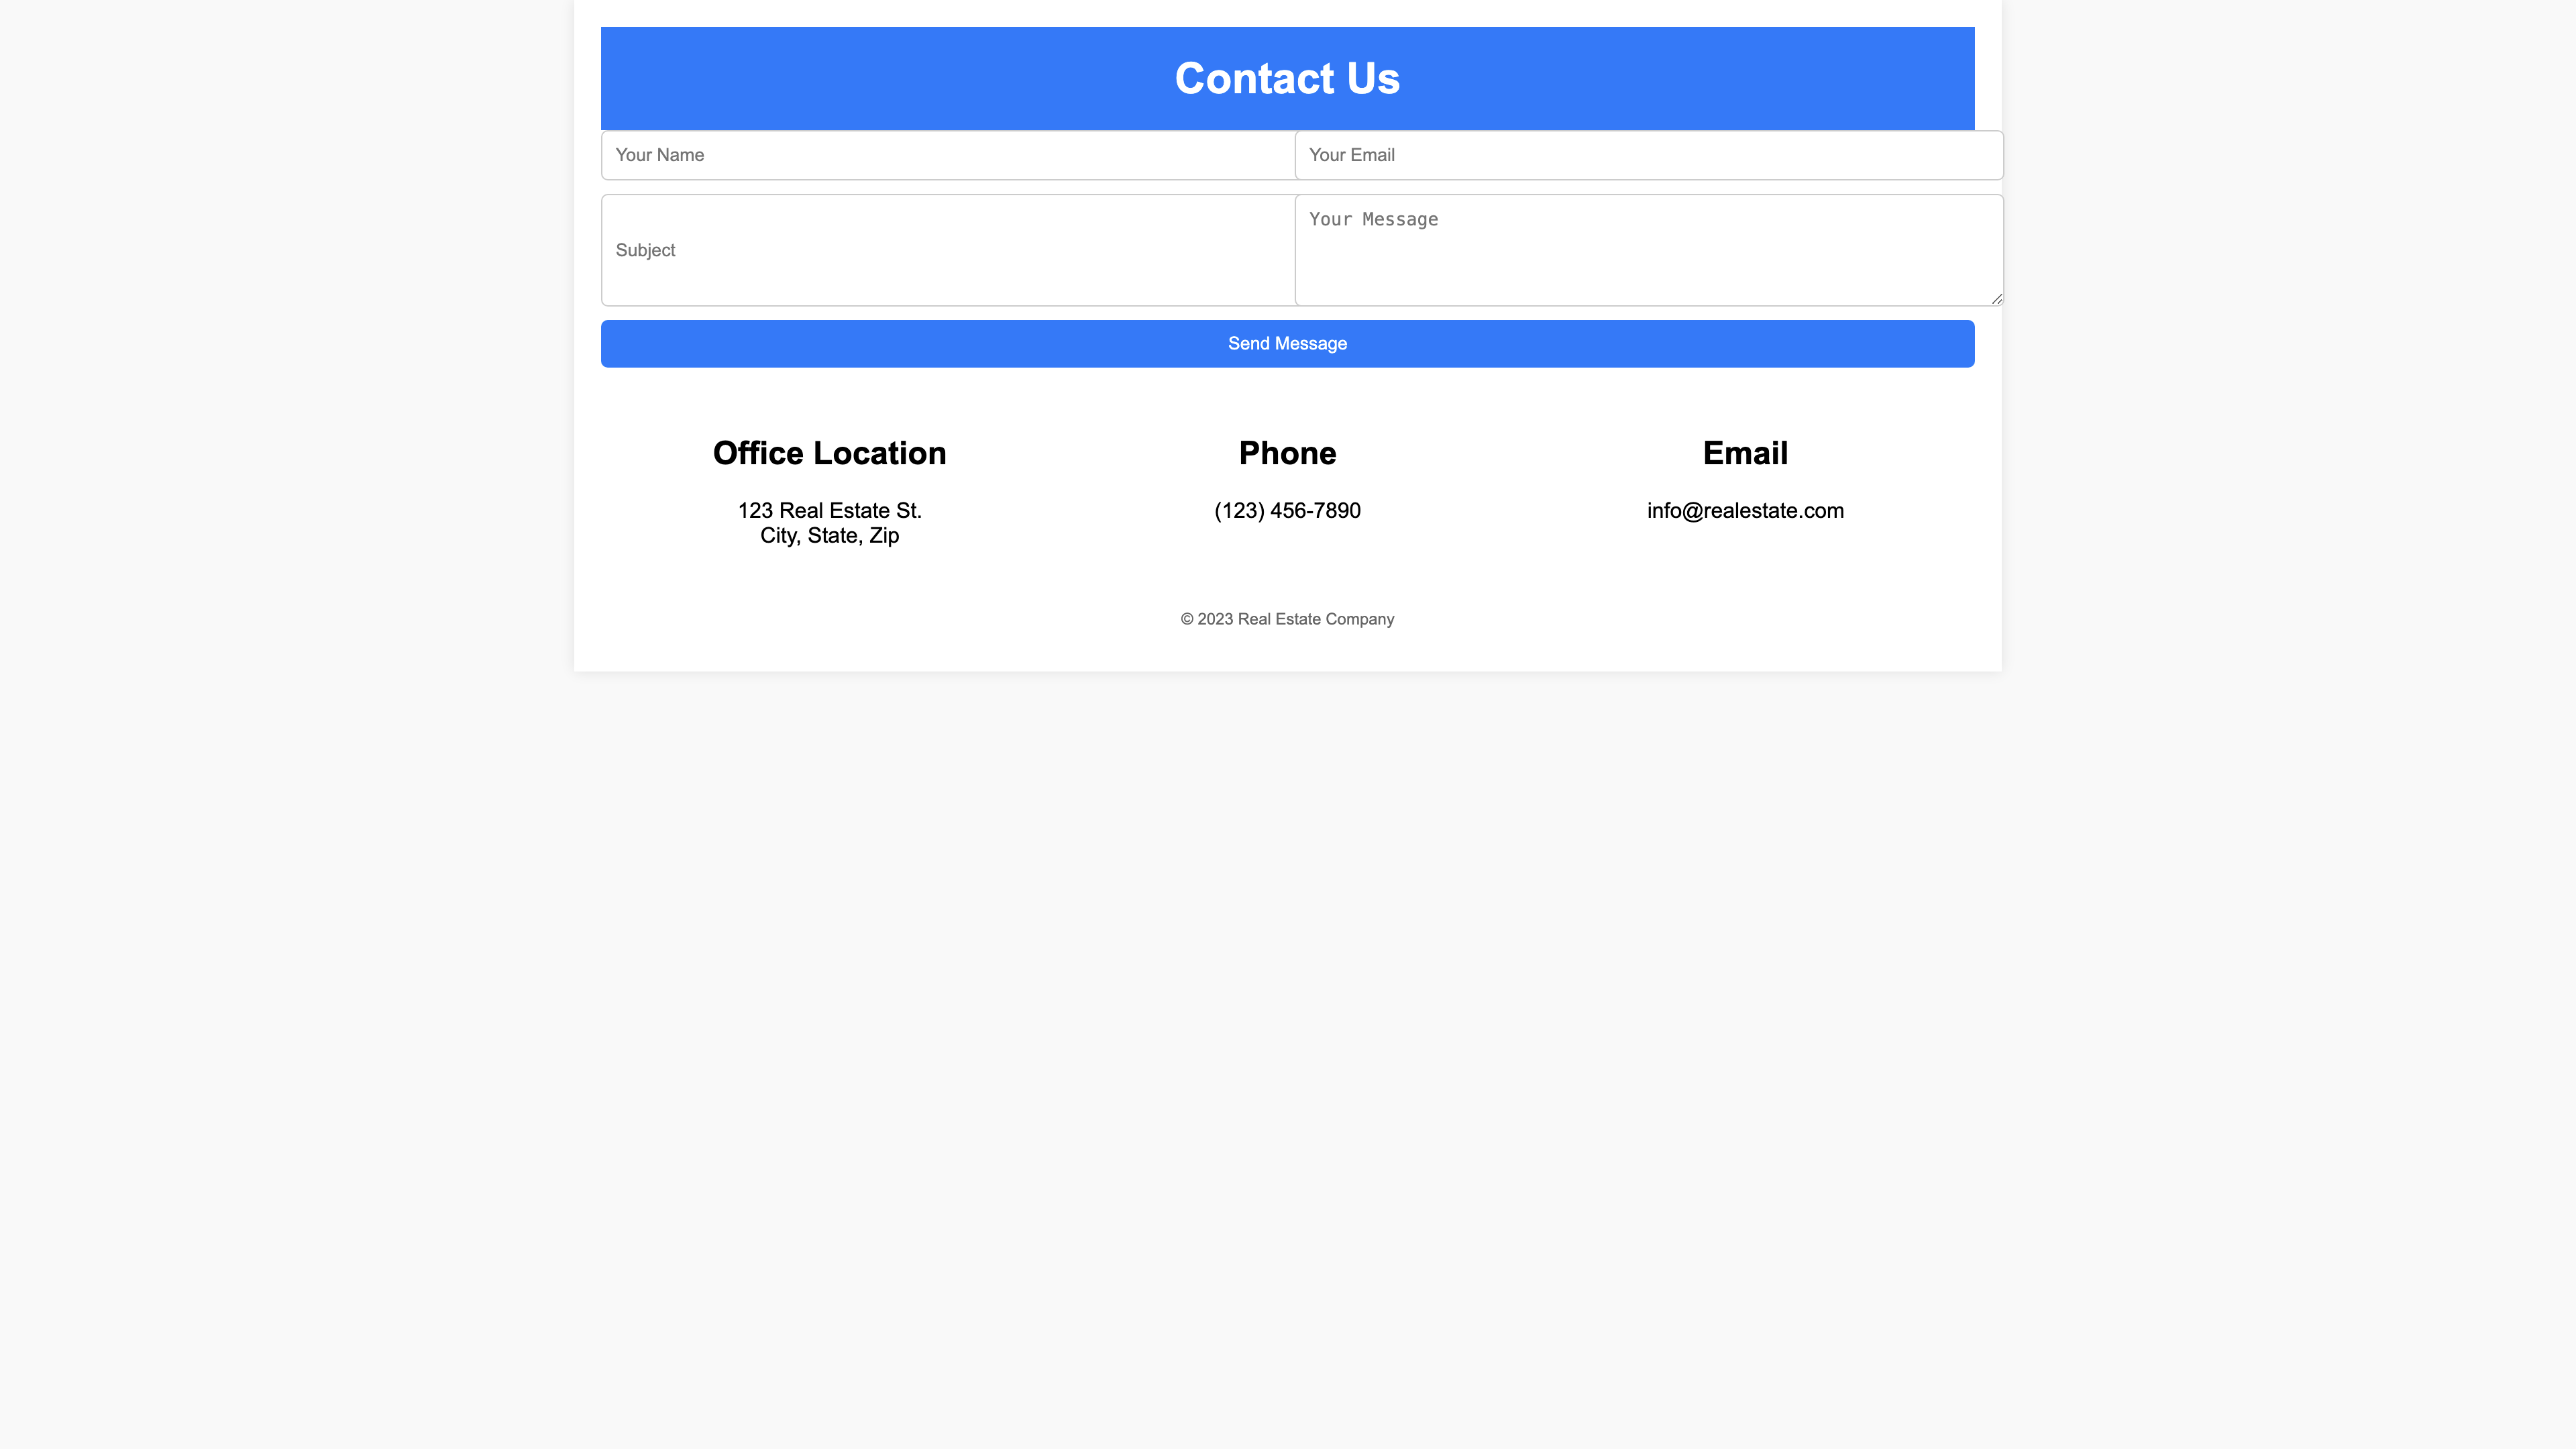 Contact Us
Your Name
Your Email
Subject
Your Message
Send Message
Office Location
123 Real Estate St.
City, State, Zip
Phone
(123) 456-7890
Email
info@realestate.com
© 2023 Real Estate Company